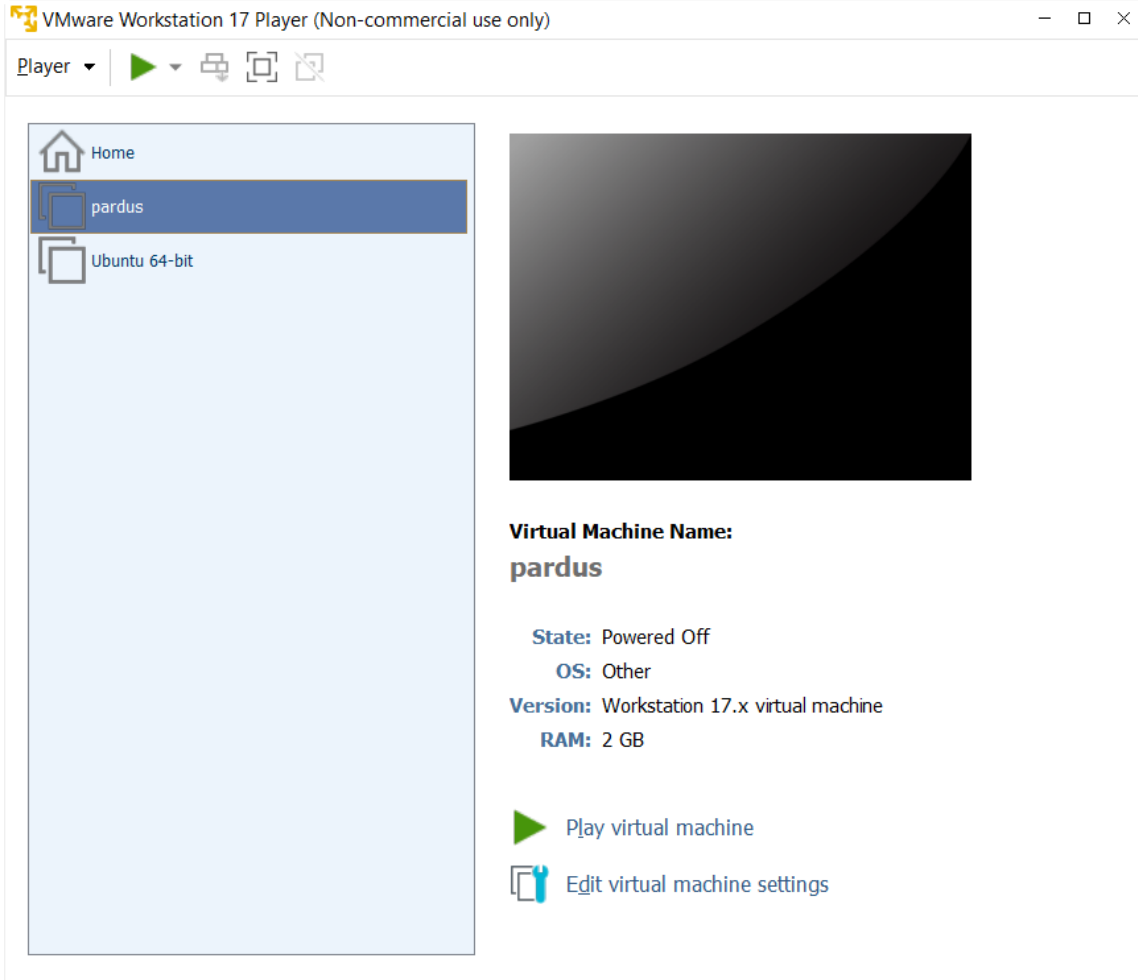 VMware Workstation 17 Player (Non-commercial use only)
Player
Home
pardus
Ubuntu 64-bit
Virtual Machine Name:
pardus
State: Powered Off
OS: Other
Version: Workstation 17.x virtual machine
RAM: 2 GB
Play virtual machine
Edit virtual machine settings